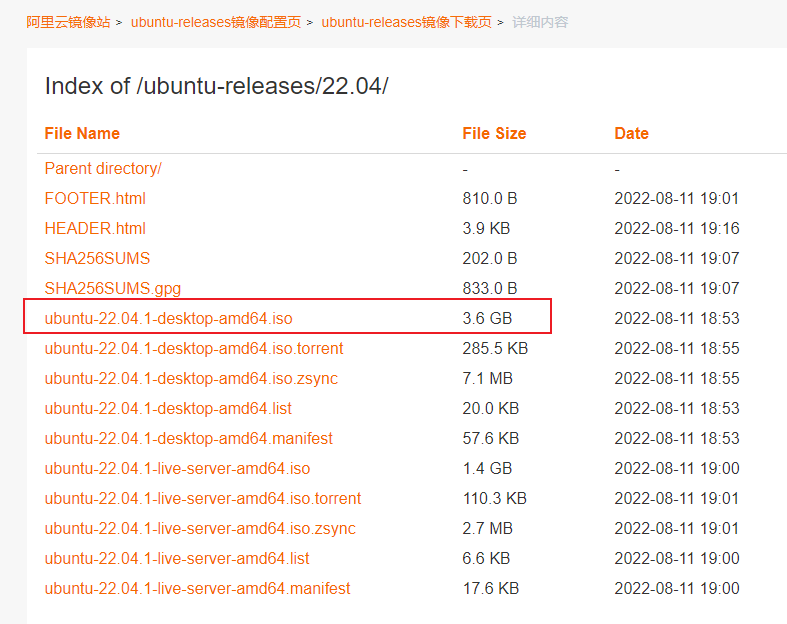 阿里云镜像站 > ubuntu-releases镜像配置页 > ubuntu-releases镜像下载页 > 详细内容
Index of /ubuntu-releases/22.04/
File Name File Size Date
Parent directory/ - -
FOOTER.html 810.0 B 2022-08-11 19:01
HEADER.html 3.9 KB 2022-08-11 19:16
SHA256SUMS 202.0 B 2022-08-11 19:07
SHA256SUMS.gpg 833.0 B 2022-08-11 19:07
ubuntu-22.04.1-desktop-amd64.iso 3.6 GB 2022-08-11 18:53
ubuntu-22.04.1-desktop-amd64.iso.torrent 285.5 KB 2022-08-11 18:55
ubuntu-22.04.1-desktop-amd64.iso.zsync 7.1 MB 2022-08-11 18:55
ubuntu-22.04.1-desktop-amd64.list 20.0 KB 2022-08-11 18:53
ubuntu-22.04.1-desktop-amd64.manifest 57.6 KB 2022-08-11 18:53
ubuntu-22.04.1-live-server-amd64.iso 1.4 GB 2022-08-11 19:00
ubuntu-22.04.1-live-server-amd64.iso.torrent 110.3 KB 2022-08-11 19:01
ubuntu-22.04.1-live-server-amd64.iso.zsync 2.7 MB 2022-08-11 19:01
ubuntu-22.04.1-live-server-amd64.list 6.6 KB 2022-08-11 19:00
ubuntu-22.04.1-live-server-amd64.manifest 17.6 KB 2022-08-11 19:00